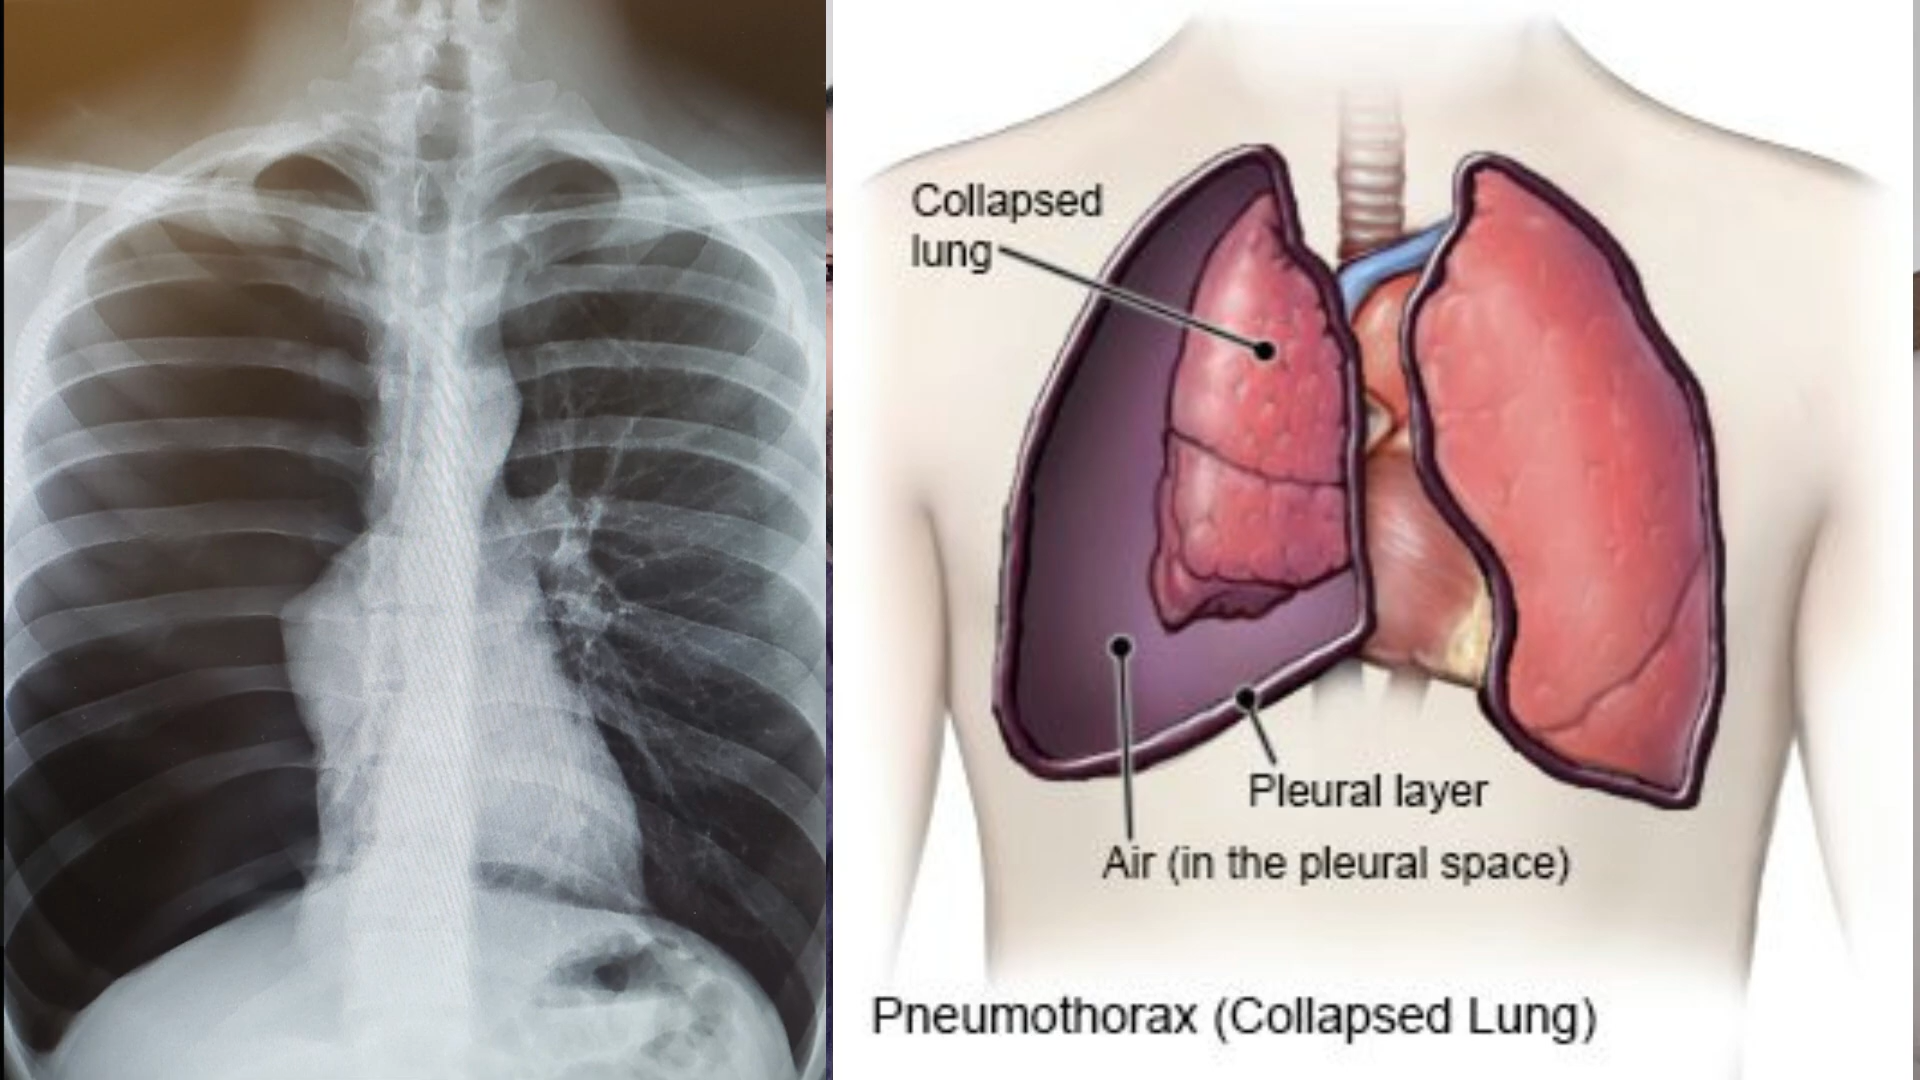 Collapsed
lung
Pleural layer
Air (in the pleural space)
Pneumothorax (Collapsed Lung)